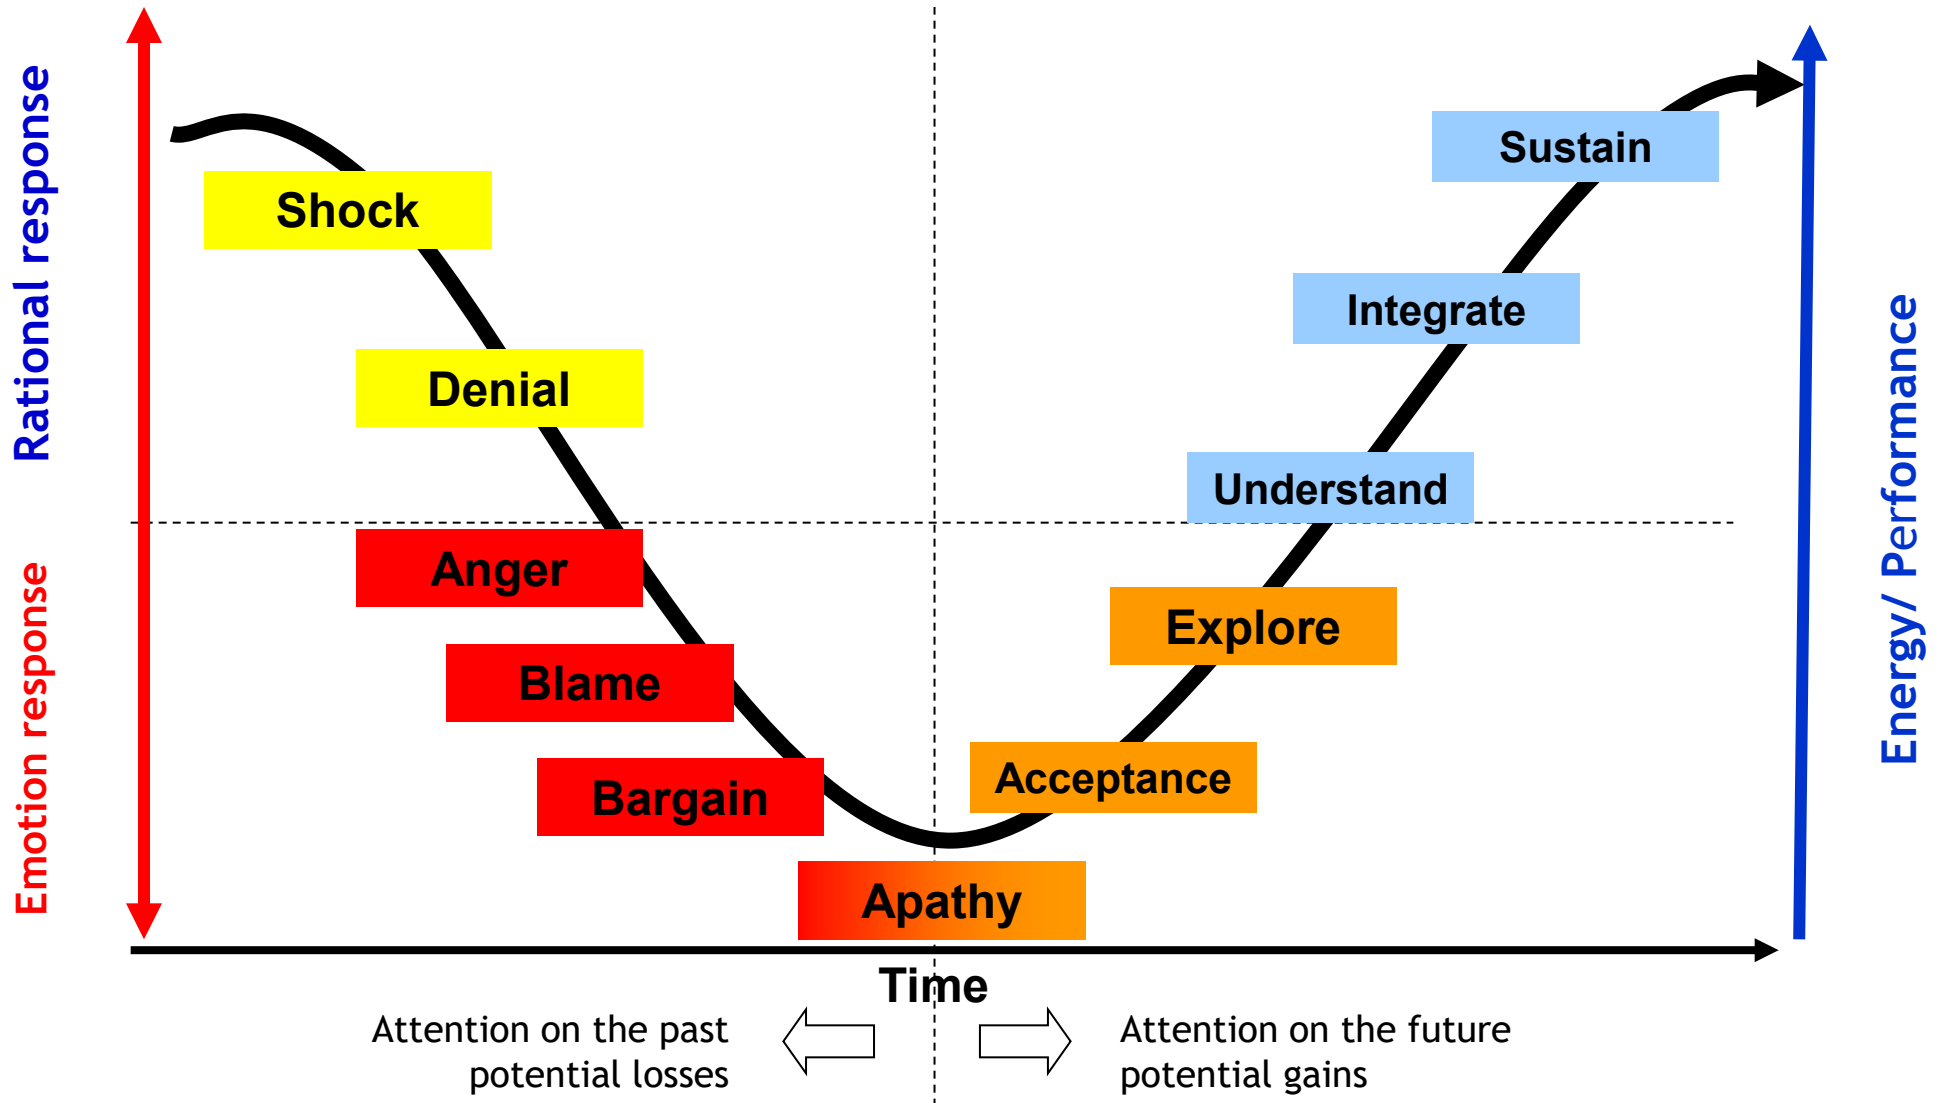 Rational response
Emotion response
Shock
Denial
Anger
Blame
Bargain
Apathy
Acceptance
Explore
Understand
Integrate
Sustain
Energy/ Performance
Time
Attention on the past
potential losses
Attention on the future
potential gains